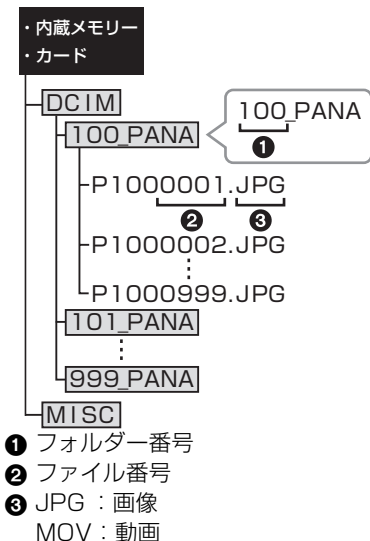 ・内蔵メモリー
・カード
DCIM
100_PANA
100_PANA
❶
P1000001.JPG
❷ ❸
P1000002.JPG
P1000999.JPG
101_PANA
999_PANA
MISC
❶ フォルダー番号
❷ ファイル番号
❸ JPG：画像
MOV：動画